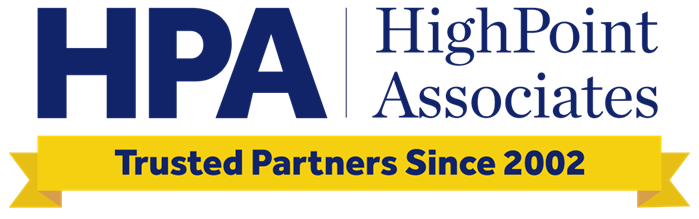 HPA
HighPoint
Associates
Trusted Partners Since 2002